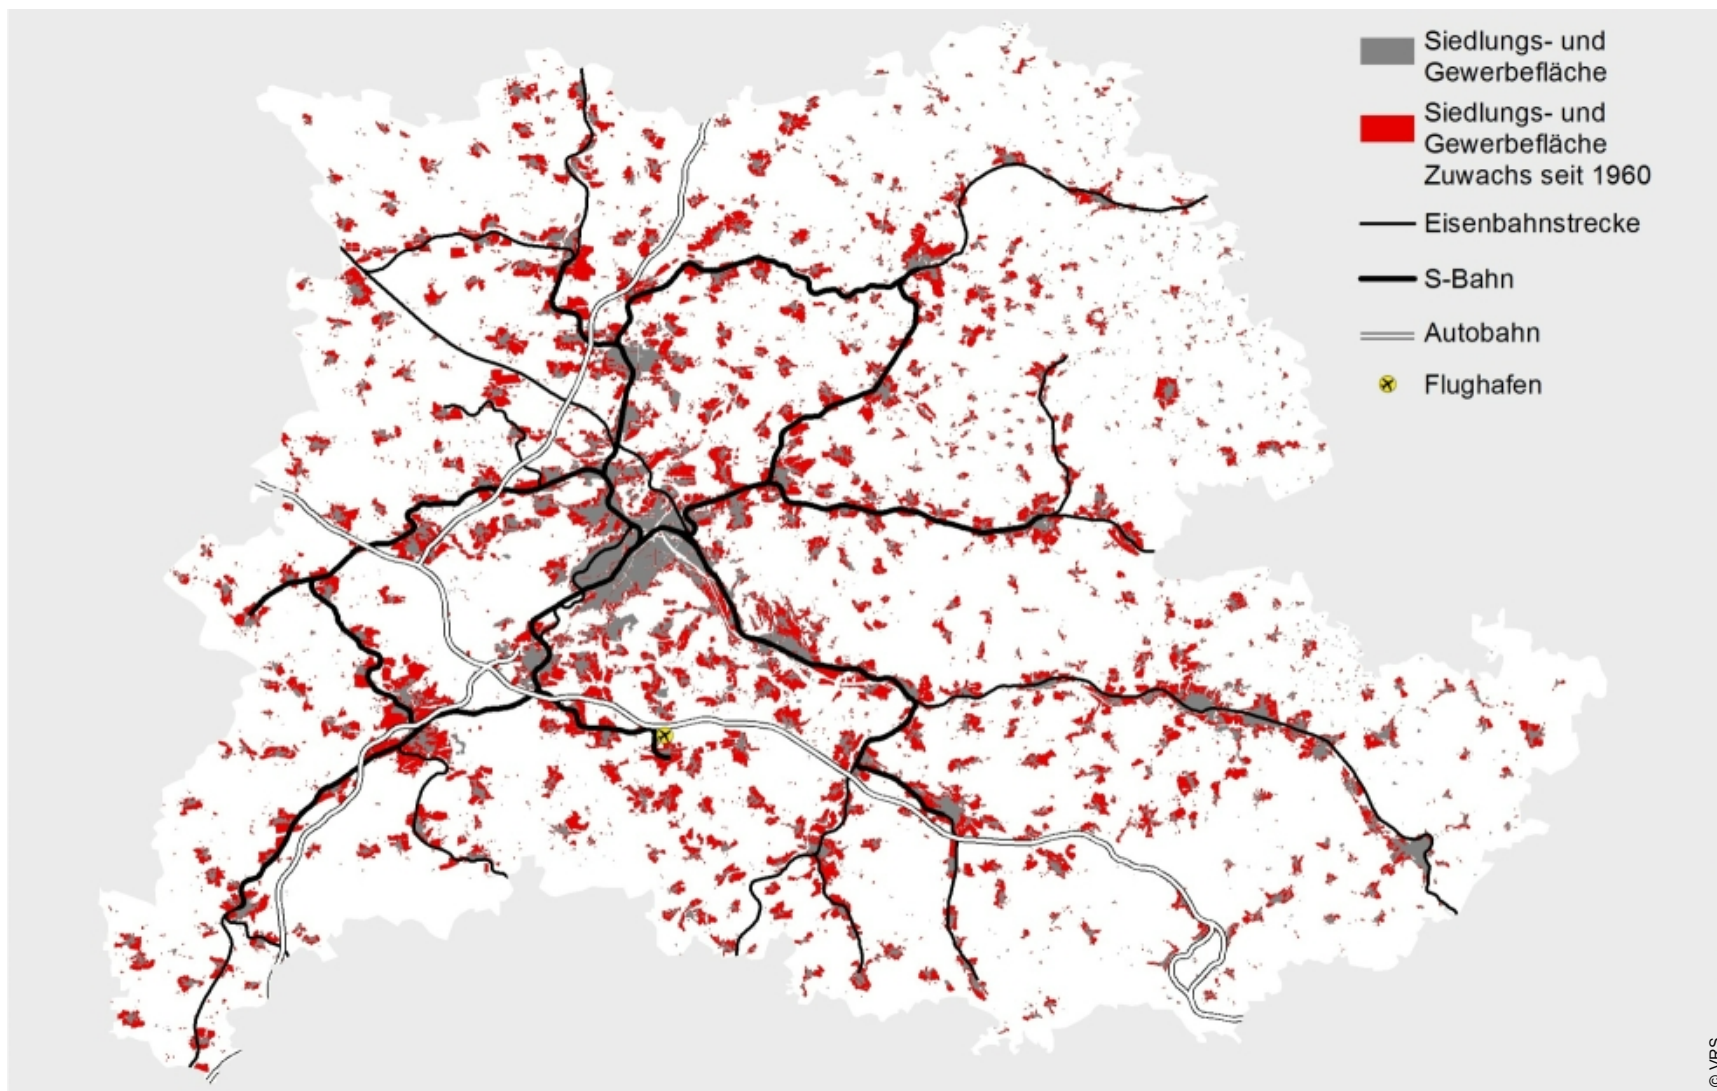 Siedlungs- und
Gewerbefläche
Siedlungs- und
Gewerbefläche
Zuwachs seit 1960
Eisenbahnstrecke
S-Bahn
Autobahn
Flughafen
© VRS